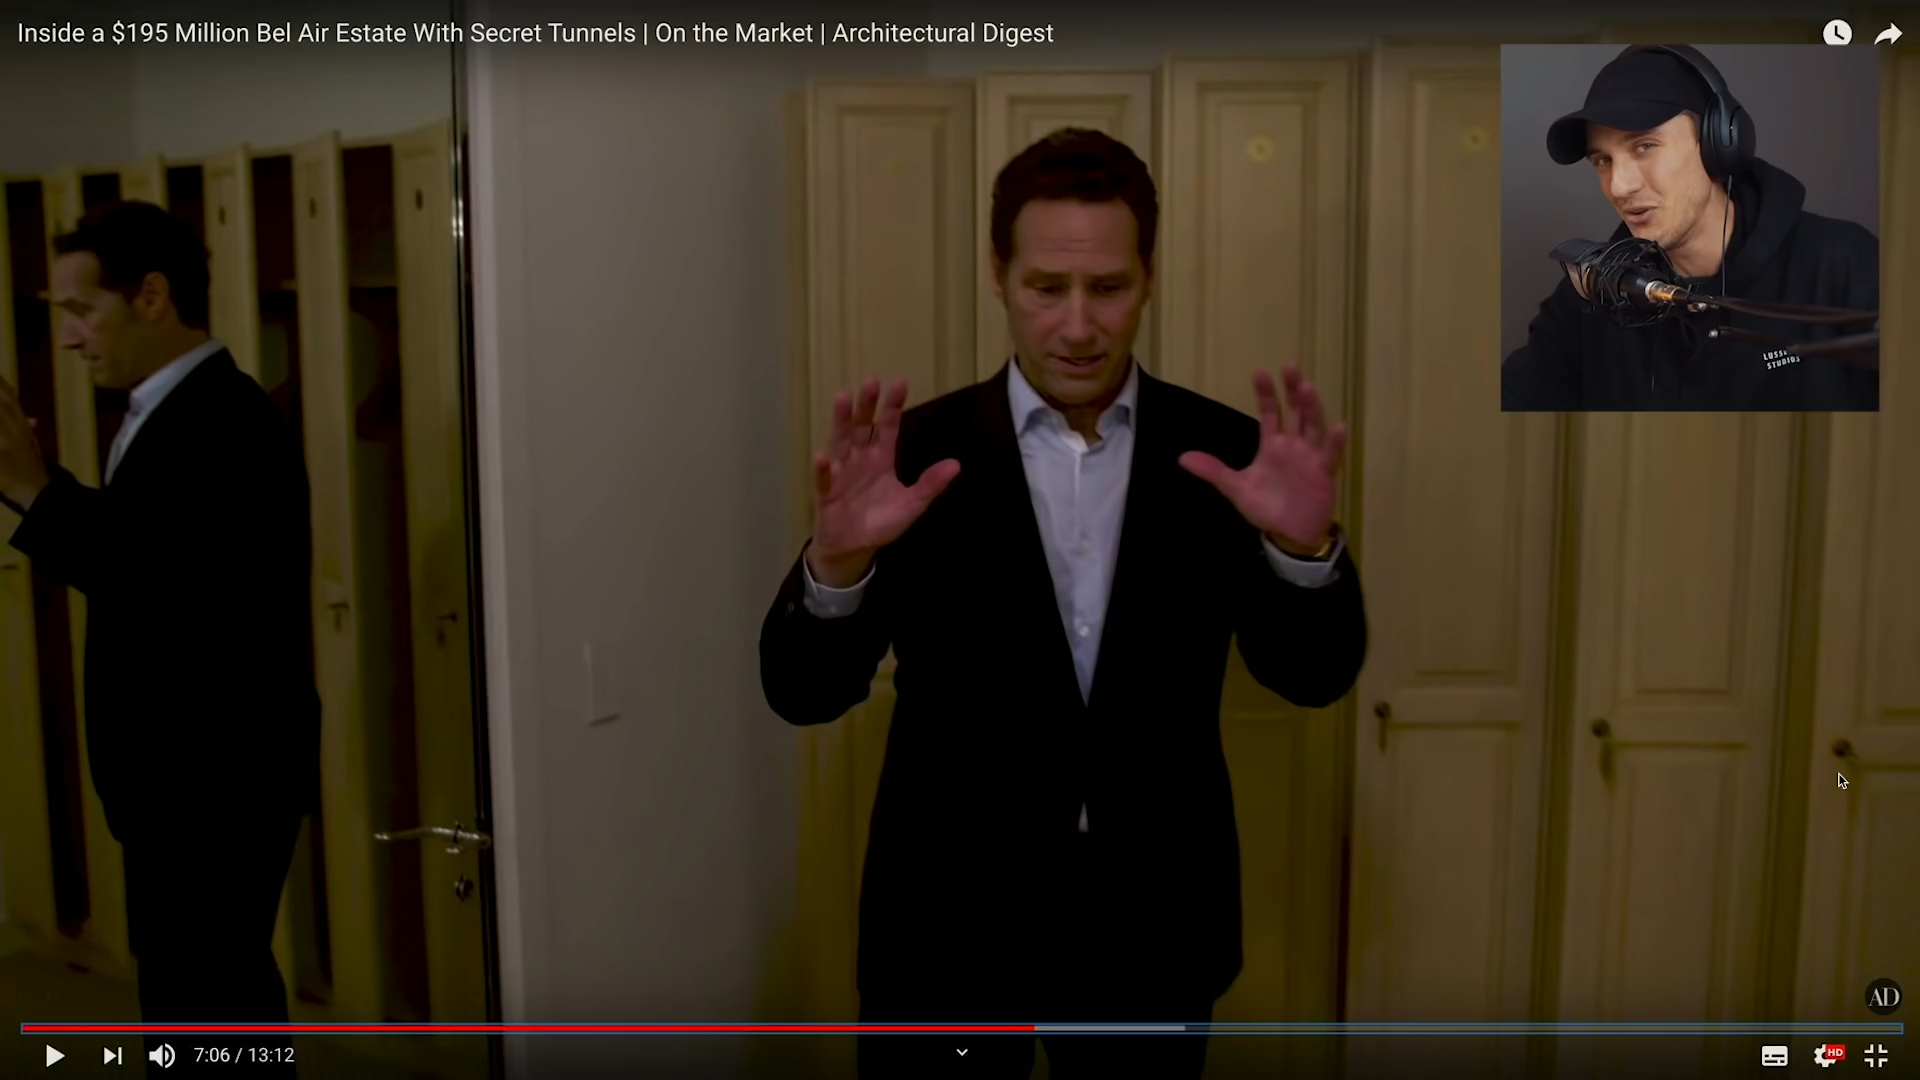 Inside a $195 Million Bel Air Estate With Secret Tunnels | On the Market | Architectural Digest
STUDIOS
AD
7:06 / 13:12
HD